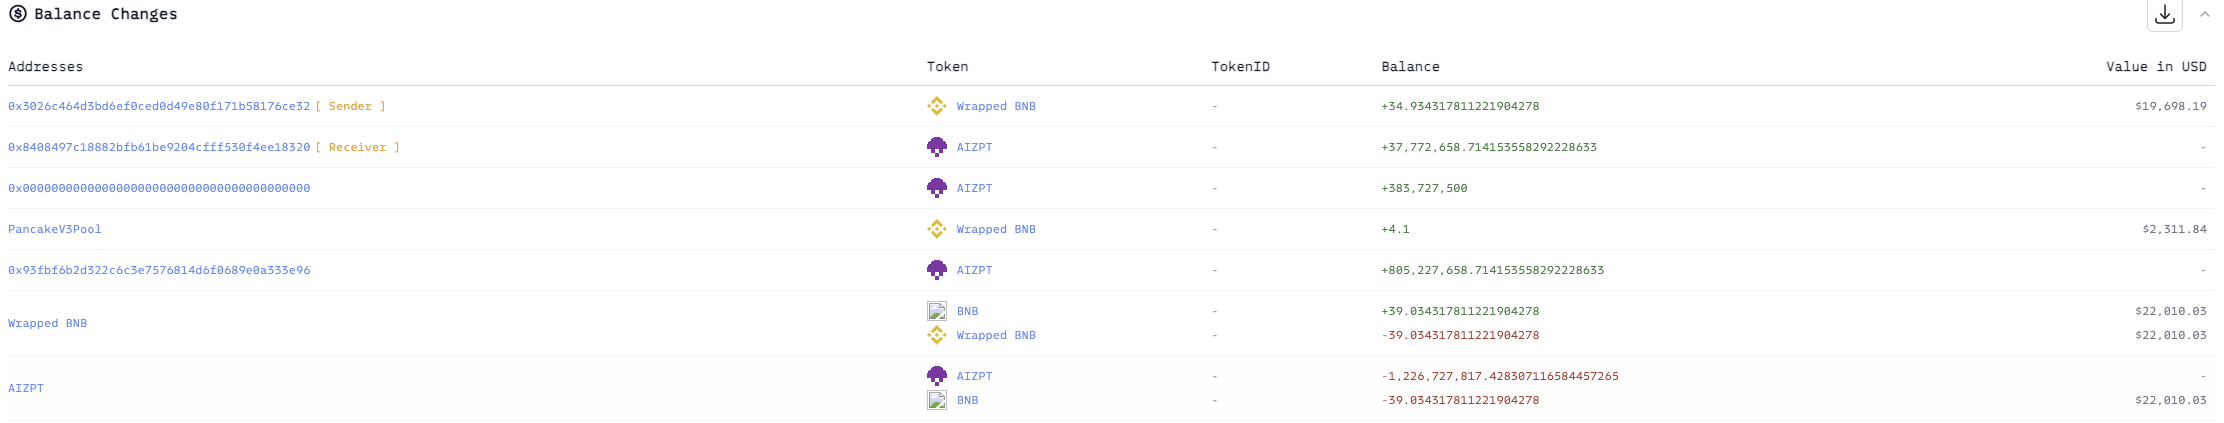 Balance Changes
Addresses Token TokenID Balance Value in USD
0x3026c464d3bd6ef0ced0d49e80f171b58176ce32 [ Sender ] Wrapped BNB - +34.934317811221904278 $19,698.19
0x8408497c18882bfb61be9204cfff530f4ee18320 [ Receiver ] AIZPT - +37,772,658.714153558292228633 -
0x0000000000000000000000000000000000000000 AIZPT - +383,727,500 -
PancakeV3Pool Wrapped BNB - +4.1 $2,311.84
0x93fbf6b2d322c6c3e7576814d6f0689e0a333e96 AIZPT - +805,227,658.714153558292228633 -
Wrapped BNB
BNB - +39.034317811221904278 $22,010.03
Wrapped BNB - -39.034317811221904278 $22,010.03
AIZPT
AIZPT - -1,226,727,817.428307116584457265 -
BNB - -39.034317811221904278 $22,010.03